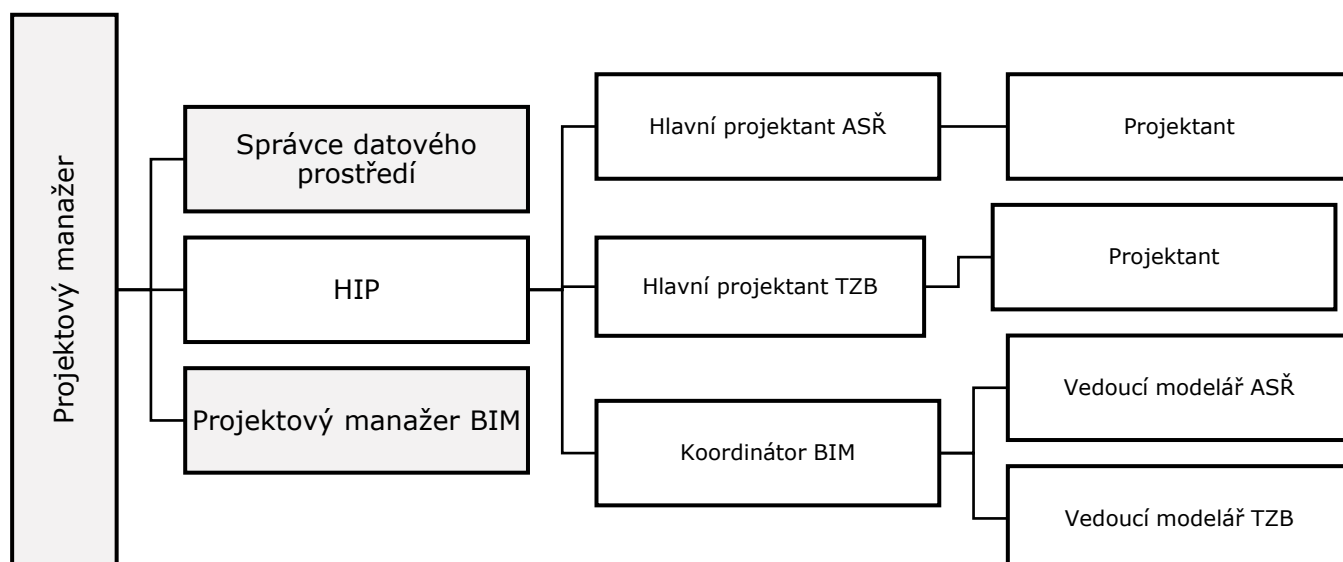 Projektový manažer
Správce datového
prostředí
HIP
Projektový manažer BIM
Hlavní projektant ASŘ
Hlavní projektant TZB
Koordinátor BIM
Projektant
Projektant
Vedoucí modelář ASŘ
Vedoucí modelář TZB